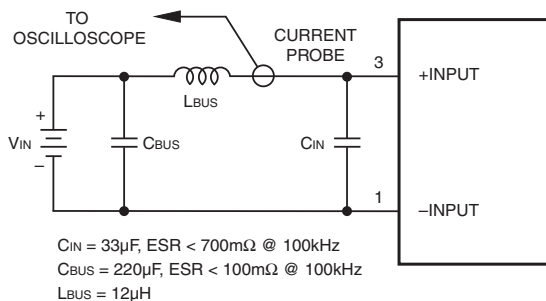 TO
OSCILLOSCOPE
CURRENT
PROBE
3
+INPUT
LBUS
+
VIN
–
CBUS
CIN
1
–INPUT
CIN = 33µF, ESR < 700mΩ @ 100kHz
CBUS = 220µF, ESR < 100mΩ @ 100kHz
LBUS = 12µH